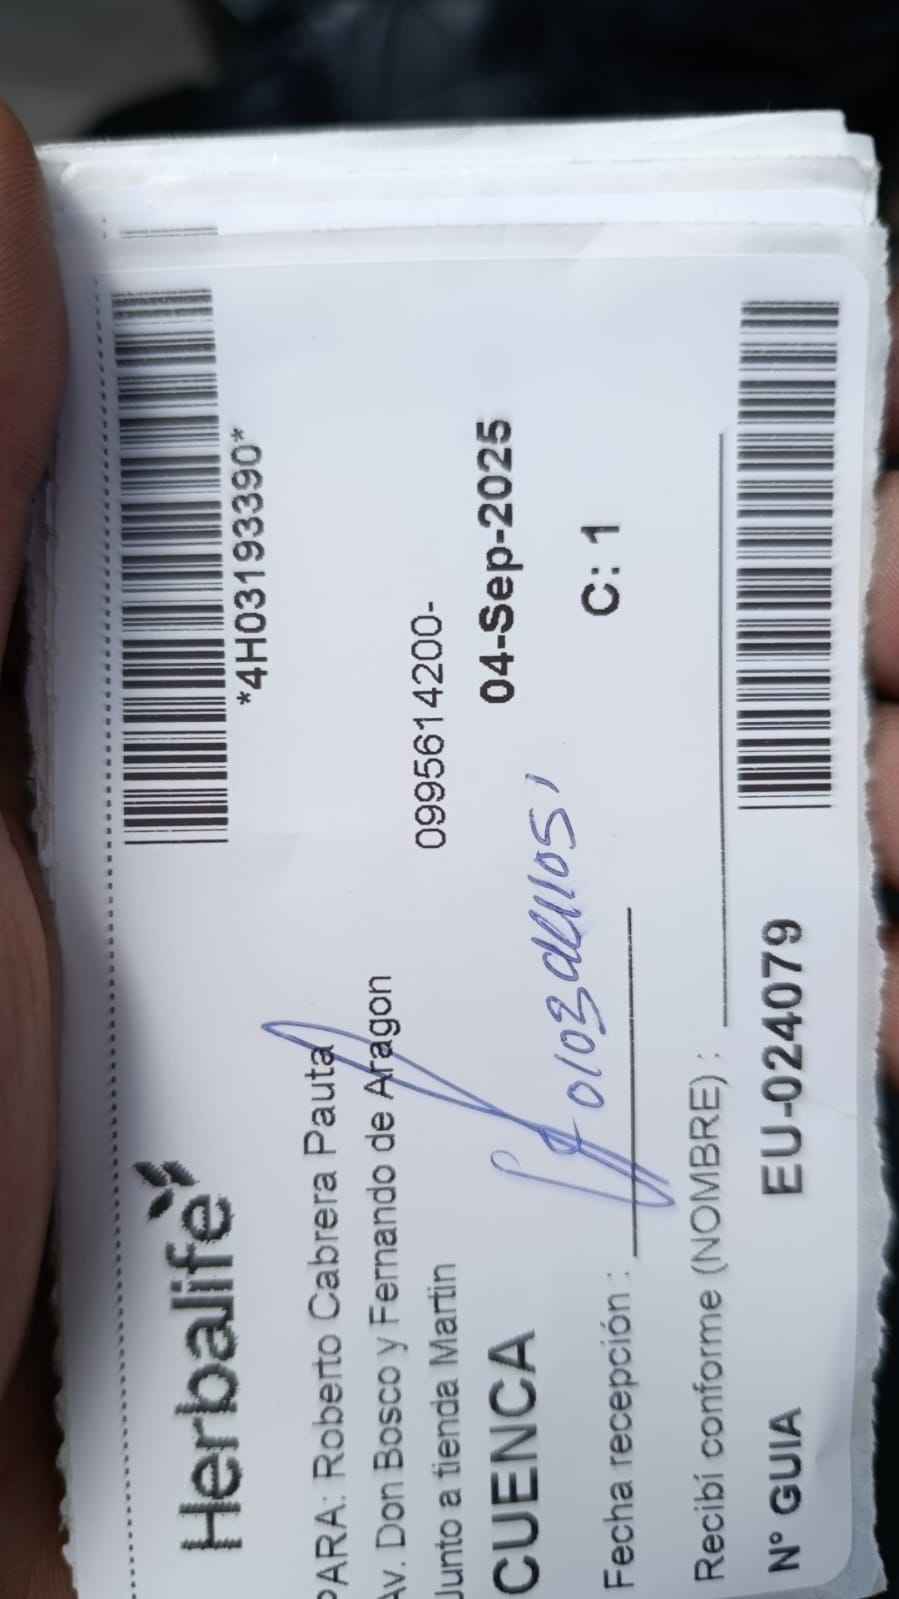 Herbalife
*4H03193390*
PARA: Roberto Cabrera Pauta
Av. Don Bosco y Fernando de Aragon
Junto a tienda Martin
0995614200-
CUENCA
04-Sep-2025
Fecha recepción :
C: 1
Recibí conforme (NOMBRE) :
N° GUIA
EU-024079